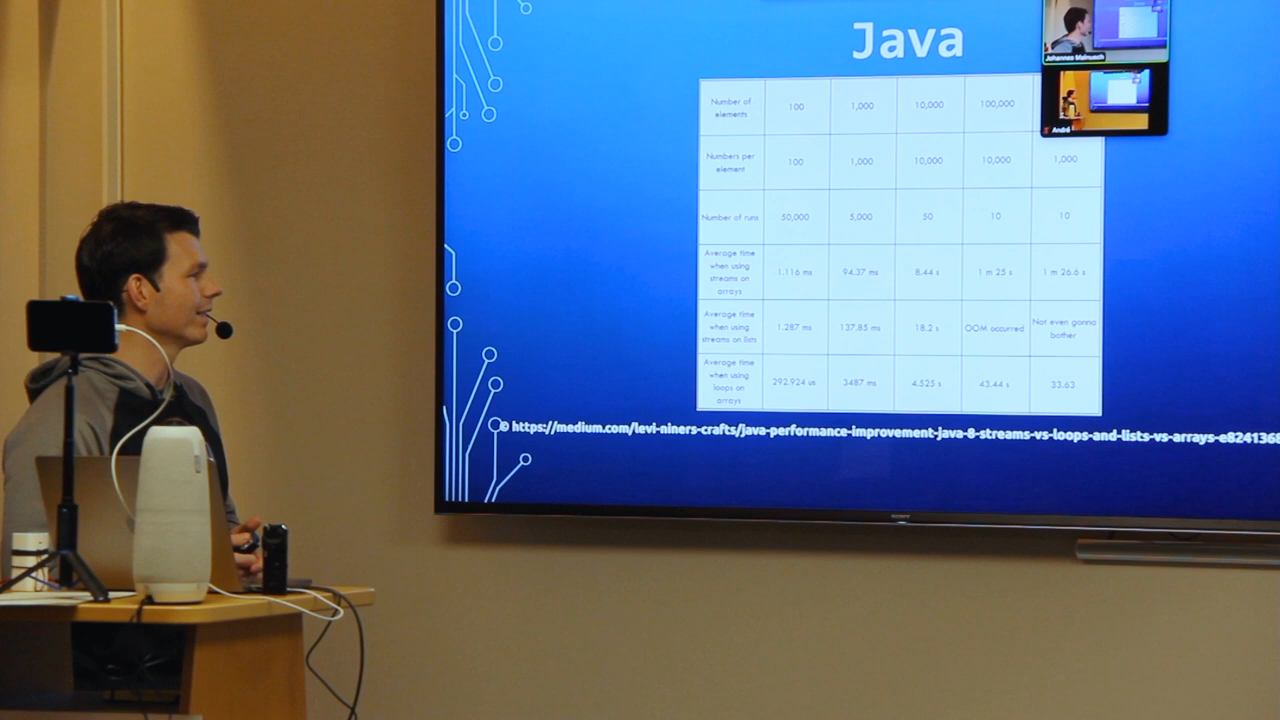 Java
Johannes Mainusch
André
Number of elements 100 1,000 10,000 100,000
Numbers per element 100 1,000 10,000 10,000 1,000
Number of runs 50,000 5,000 50 10 10
Average time when using streams on arrays 1.116 ms 94.37 ms 8.44 s 1 m 25 s 1 m 26.6 s
Average time when using streams on lists 1.287 ms 137.85 ms 18.2 s OOM occurred Not even gonna bother
Average time when using loops on arrays 292.924 us 3487 ms 4.525 s 43.44 s 33.63
© https://medium.com/levi-niners-crafts/java-performance-improvement-java-8-streams-vs-loops-and-lists-vs-arrays-e824136
SONY